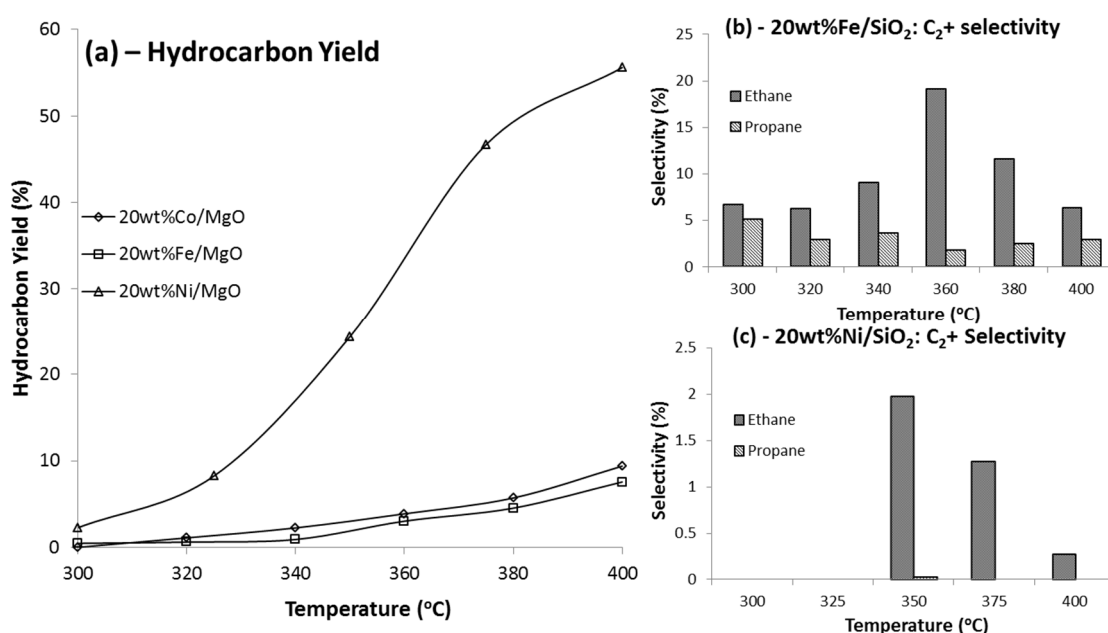 (a) – Hydrocarbon Yield
60
50
40
30
20
10
0
Hydrocarbon Yield (%)
20wt%Co/MgO
20wt%Fe/MgO
20wt%Ni/MgO
300 320 340 360 380 400
Temperature (°C)
(b) - 20wt%Fe/SiO₂: C₂+ selectivity
25
20
15
10
5
0
Selectivity (%)
Ethane
Propane
300 320 340 360 380 400
Temperature (°C)
(c) - 20wt%Ni/SiO₂: C₂+ Selectivity
2.5
2
1.5
1
0.5
0
Selectivity (%)
Ethane
Propane
300 325 350 375 400
Temperature (°C)